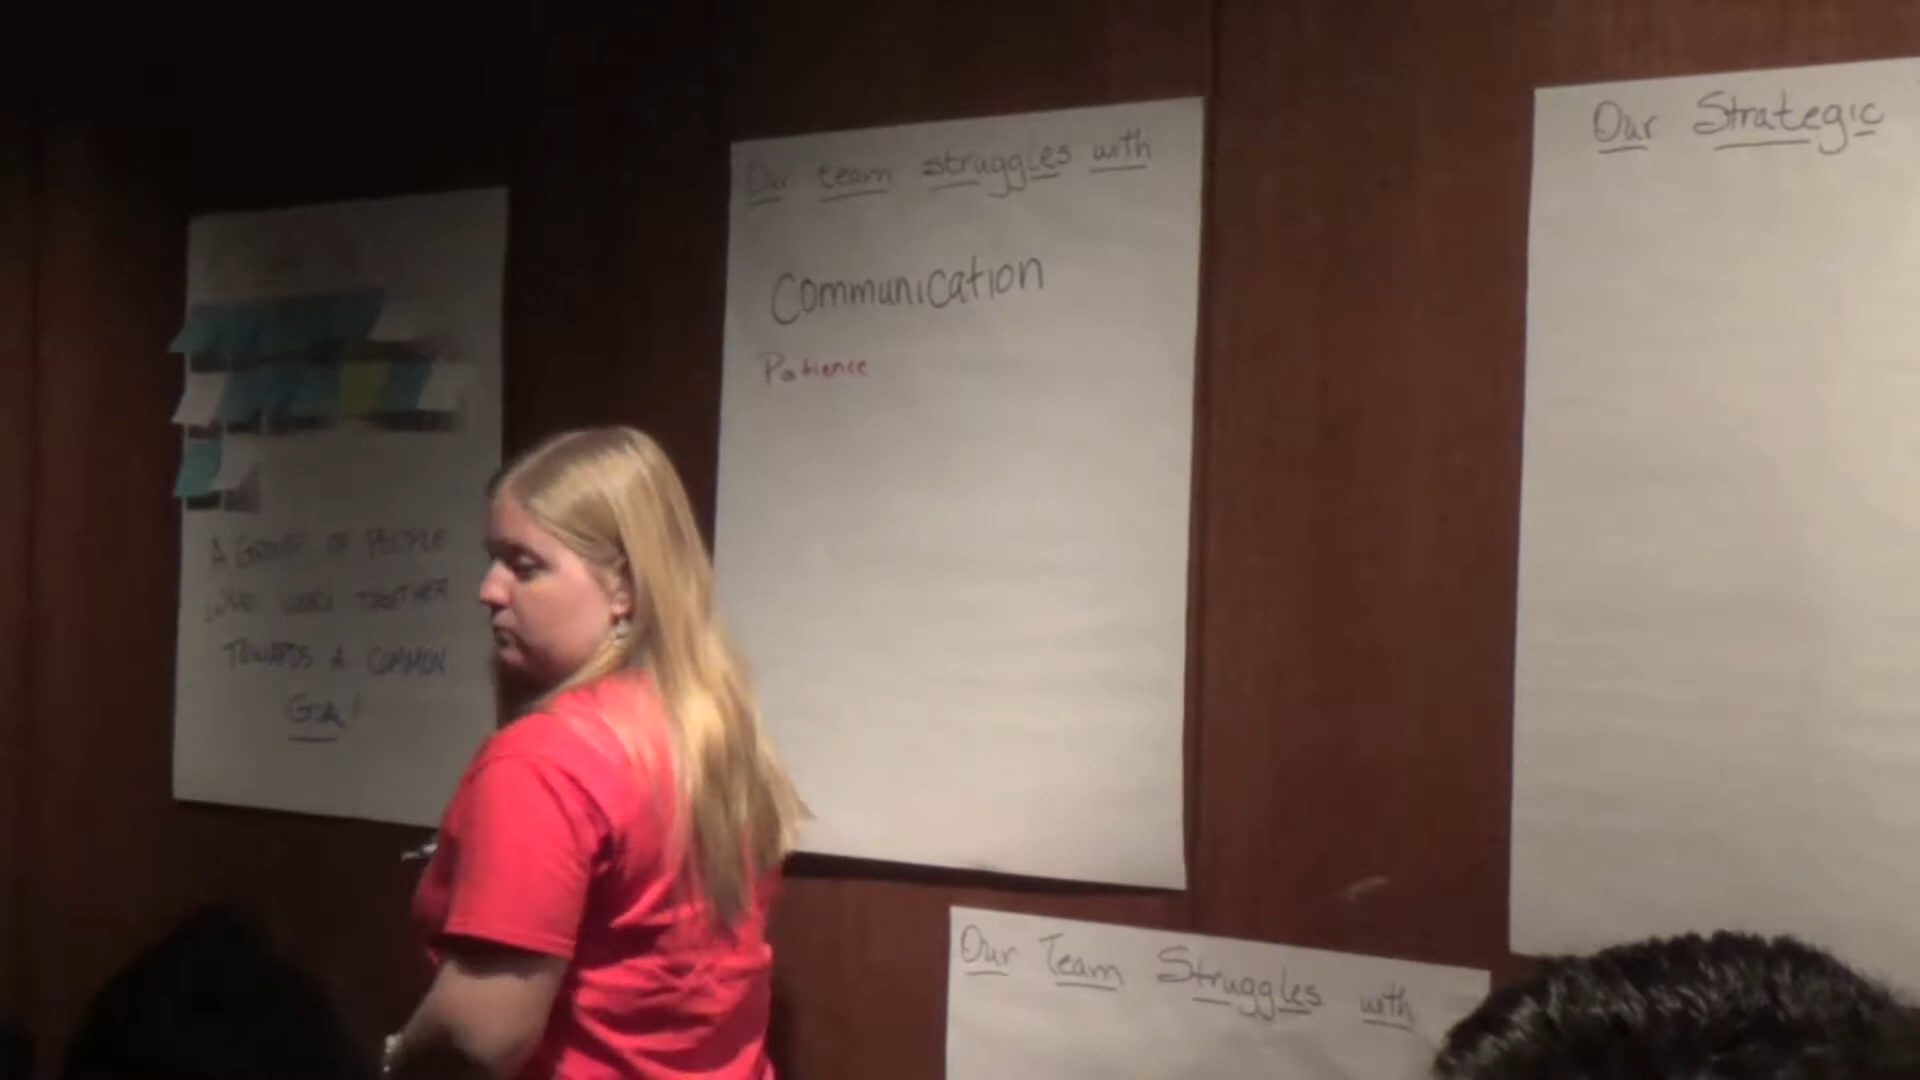 A GROUP OF PEOPLE
WHO WORK TOGETHER
TOWARDS A COMMON
GOAL!
Our team struggles with
Communication
Patience
Our Team Struggles with
Our Strategic